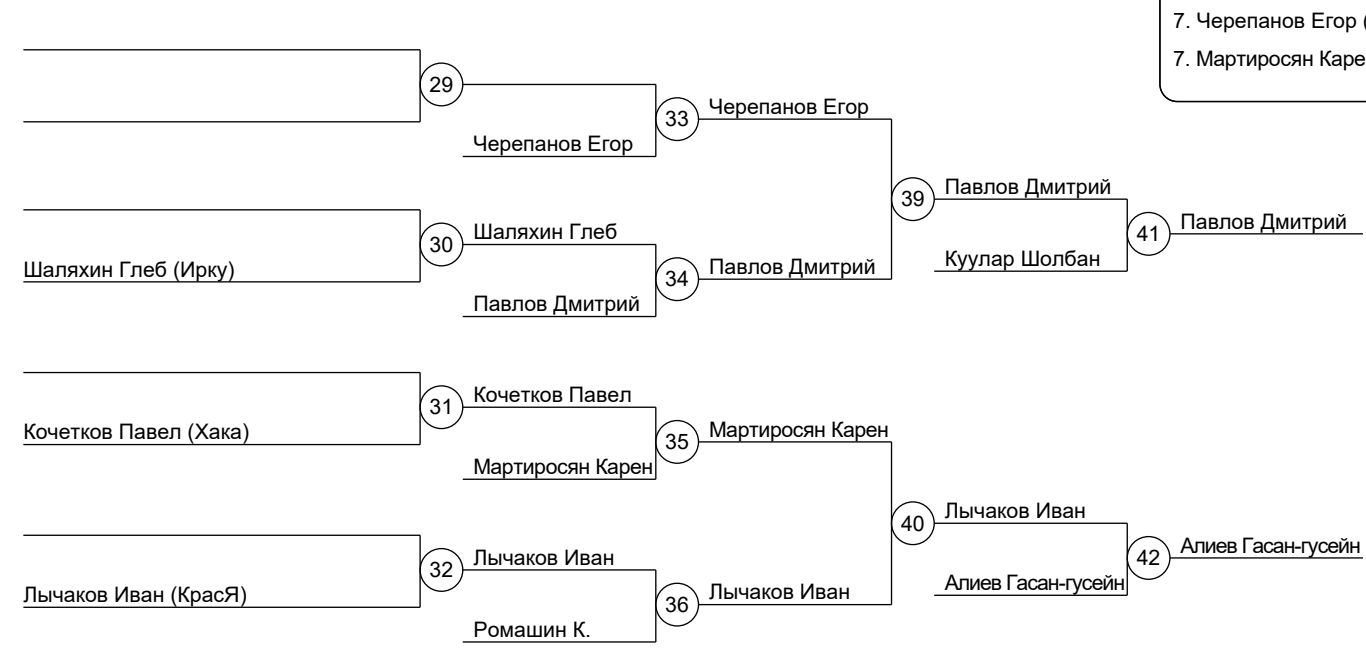 7. Черепанов Егор (
7. Мартиросян Каре
29
Черепанов Егор
33
Черепанов Егор
39
Павлов Дмитрий
41
Павлов Дмитрий
Куулар Шолбан
30
Шаляхин Глеб
Шаляхин Глеб (Ирку)
34
Павлов Дмитрий
Павлов Дмитрий
31
Кочетков Павел
Кочетков Павел (Хака)
35
Мартиросян Карен
Мартиросян Карен
40
Лычаков Иван
42
Алиев Гасан-гусейн
Алиев Гасан-гусейн
32
Лычаков Иван
Лычаков Иван (КрасЯ)
36
Лычаков Иван
Ромашин К.